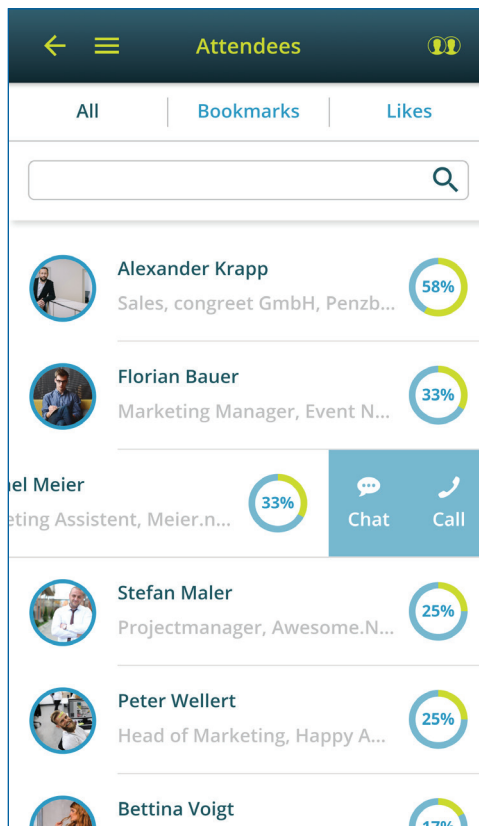 Attendees
All Bookmarks Likes
Alexander Krapp
58%
Sales, congreet GmbH, Penzb...
Florian Bauer
33%
Marketing Manager, Event N...
el Meier
33%
Chat Call
eting Assistent, Meier.n...
Stefan Maler
25%
Projectmanager, Awesome.N...
Peter Wellert
25%
Head of Marketing, Happy A...
Bettina Voigt
17%